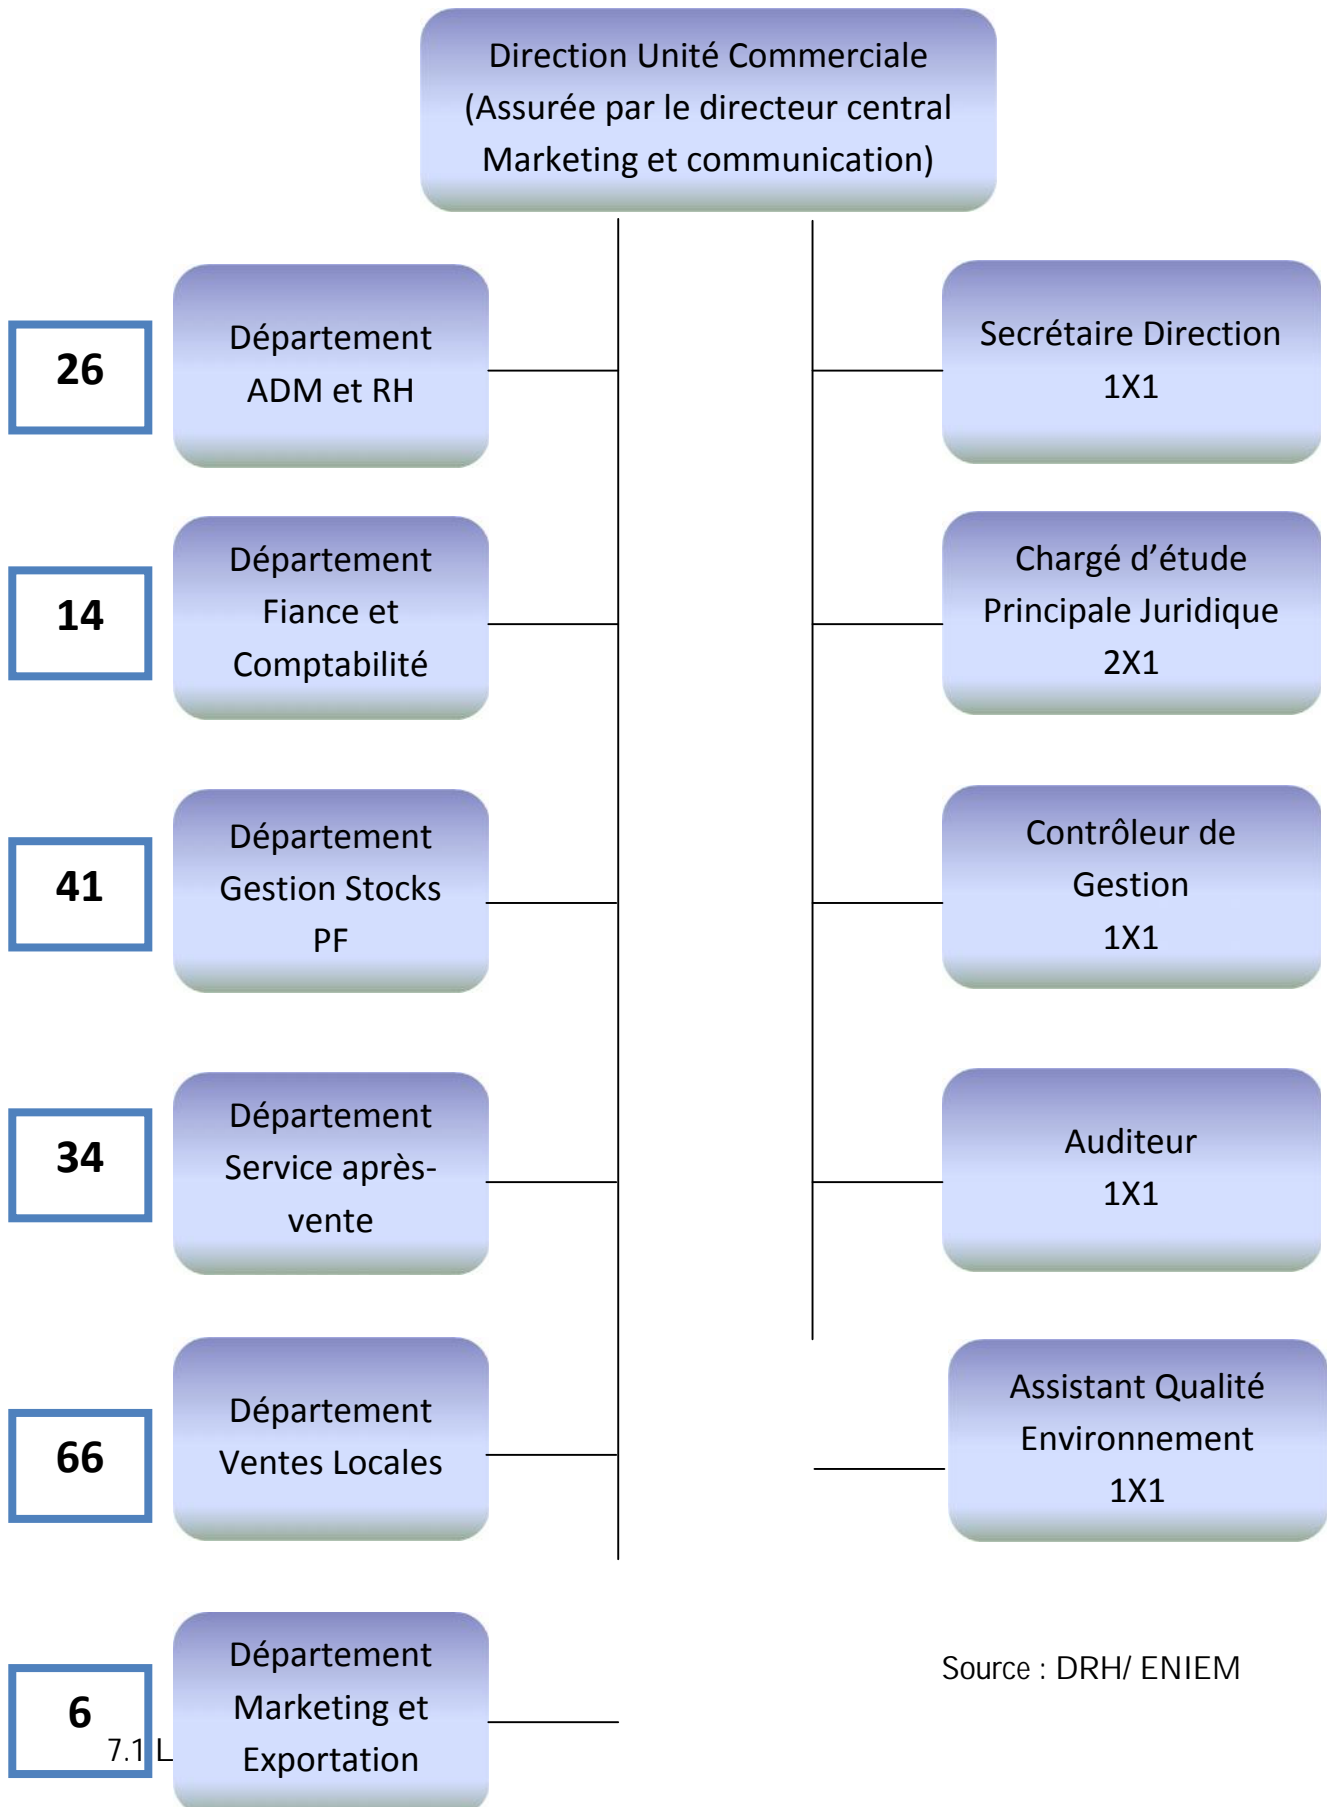 Direction Unité Commerciale
(Assurée par le directeur central
Marketing et communication)
26
Département
ADM et RH
Secrétaire Direction
1X1
14
Département
Fiance et
Comptabilité
Chargé d’étude
Principale Juridique
2X1
41
Département
Gestion Stocks
PF
Contrôleur de
Gestion
1X1
34
Département
Service après-
vente
Auditeur
1X1
66
Département
Ventes Locales
Assistant Qualité
Environnement
1X1
6
Département
Marketing et
Exportation
Source : DRH/ ENIEM
7.1 L